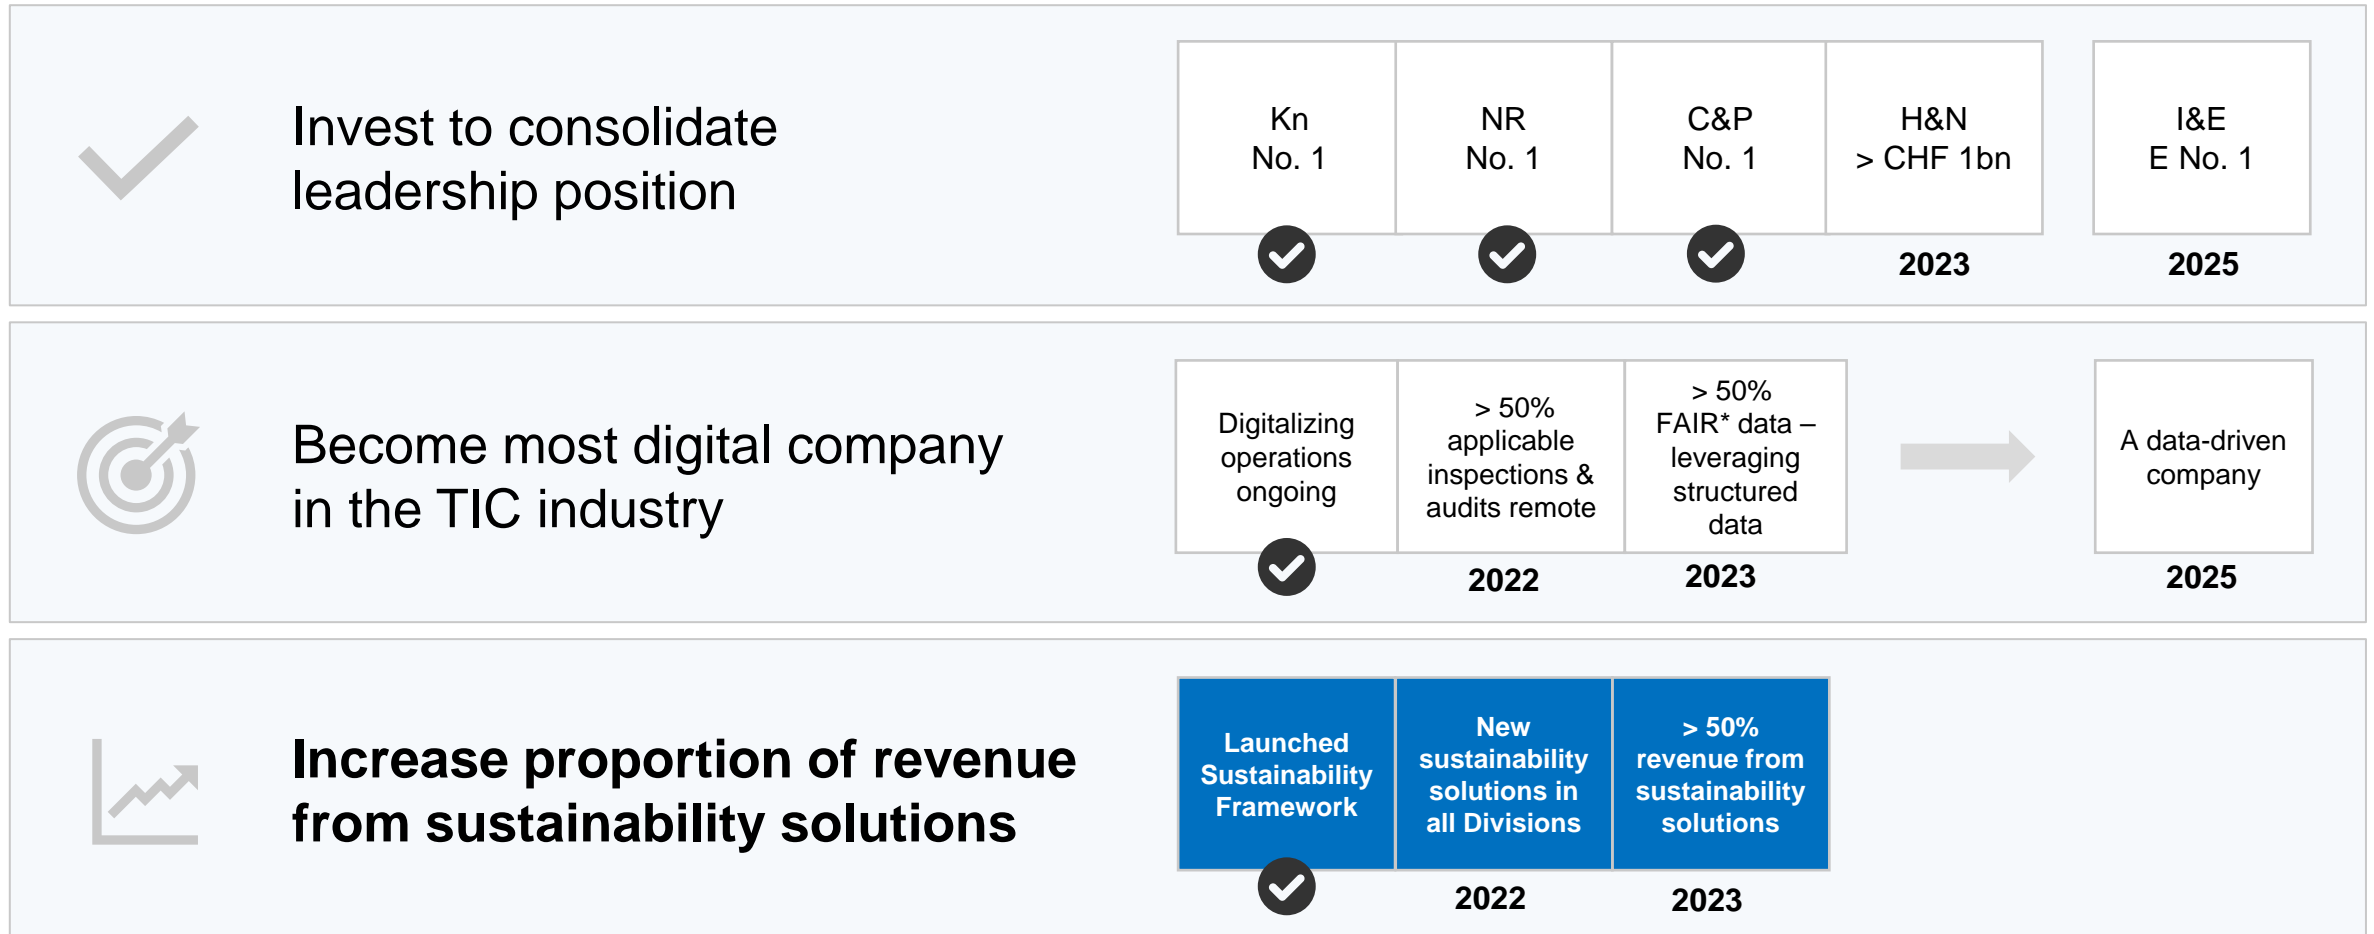 Invest to consolidate
leadership position
Kn
No. 1
NR
No. 1
C&P
No. 1
H&N
> CHF 1bn
2023
I&E
E No. 1
2025
Become most digital company
in the TIC industry
Digitalizing
operations
ongoing
> 50%
applicable
inspections &
audits remote
2022
> 50%
FAIR* data –
leveraging
structured
data
2023
A data-driven
company
2025
Increase proportion of revenue
from sustainability solutions
Launched
Sustainability
Framework
New
sustainability
solutions in
all Divisions
2022
> 50%
revenue from
sustainability
solutions
2023